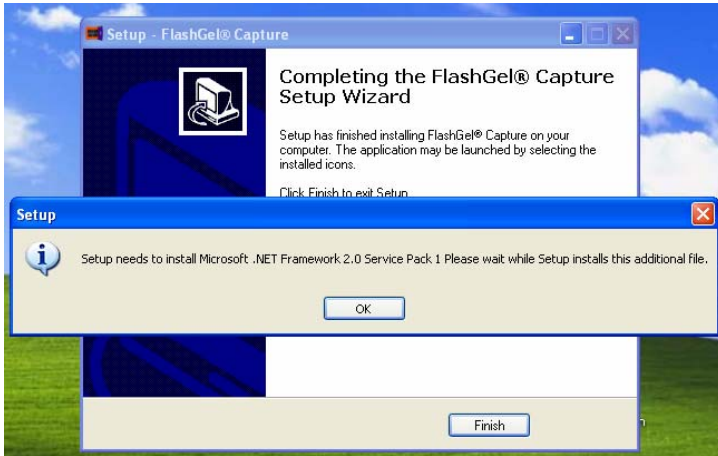 Setup - FlashGel® Capture
Completing the FlashGel® Capture
Setup Wizard
Setup has finished installing FlashGel® Capture on your
computer. The application may be launched by selecting the
installed icons.
Click Finish to exit Setup
Setup
Setup needs to install Microsoft .NET Framework 2.0 Service Pack 1 Please wait while Setup installs this additional file.
OK
Finish